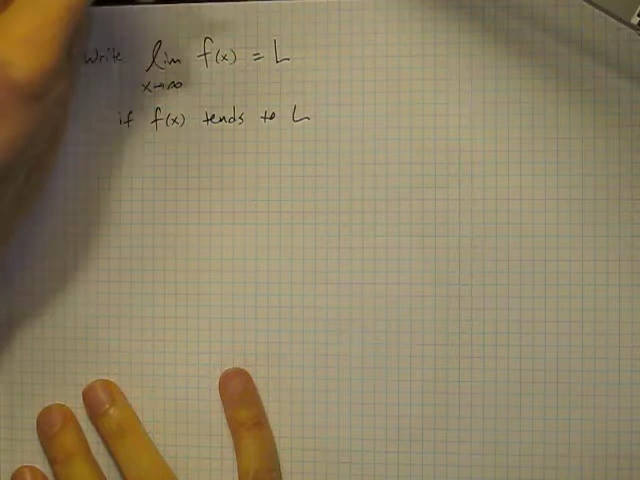 write lim f(x) = L
x→∞
if f(x) tends to L